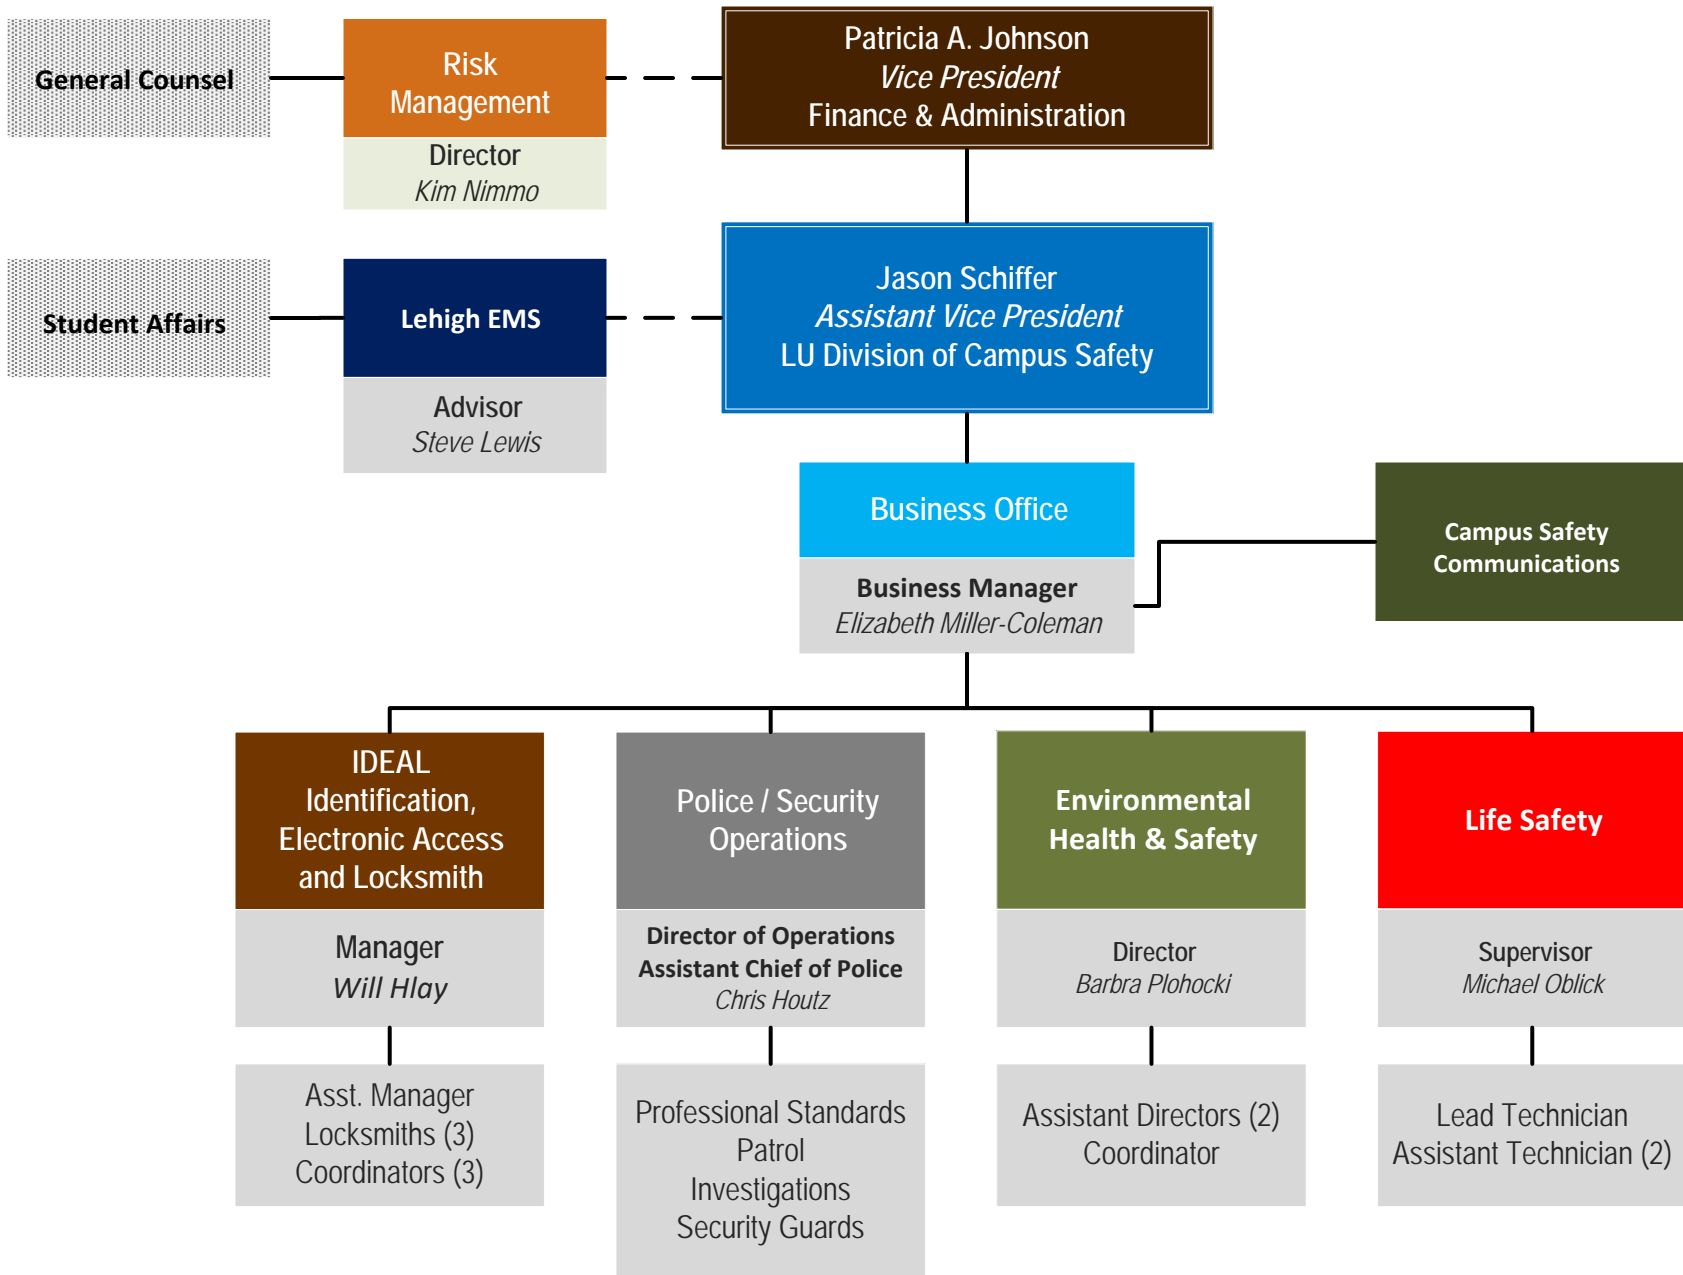 General Counsel
Risk
Management
Director
Kim Nimmo
Patricia A. Johnson
Vice President
Finance & Administration
Student Affairs
Lehigh EMS
Advisor
Steve Lewis
Jason Schiffer
Assistant Vice President
LU Division of Campus Safety
Business Office
Business Manager
Elizabeth Miller-Coleman
Campus Safety
Communications
IDEAL
Identification,
Electronic Access
and Locksmith
Manager
Will Hlay
Asst. Manager
Locksmiths (3)
Coordinators (3)
Police / Security
Operations
Director of Operations
Assistant Chief of Police
Chris Houtz
Professional Standards
Patrol
Investigations
Security Guards
Environmental
Health & Safety
Director
Barbra Plohocki
Assistant Directors (2)
Coordinator
Life Safety
Supervisor
Michael Oblick
Lead Technician
Assistant Technician (2)